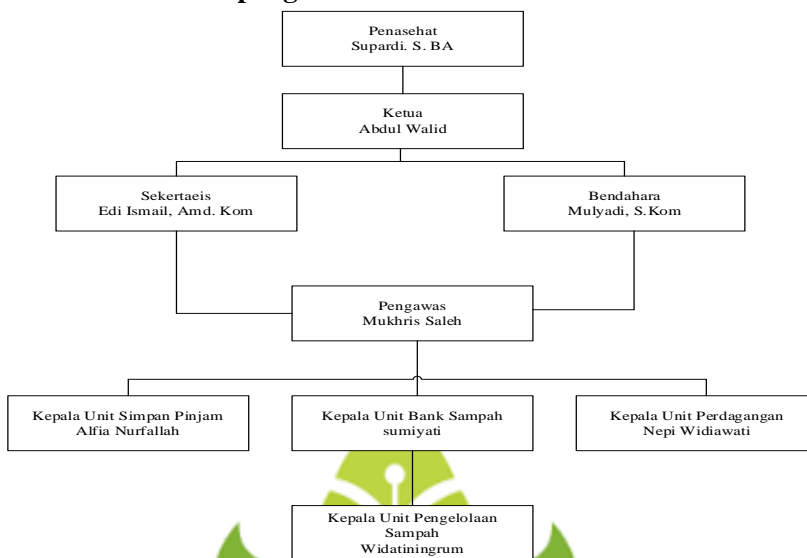 Penasehat
Supardi. S. BA
Ketua
Abdul Walid
Sekertaeis
Edi Ismail, Amd. Kom
Bendahara
Mulyadi, S.Kom
Pengawas
Mukhris Saleh
Kepala Unit Simpan Pinjam
Alfia Nurfallah
Kepala Unit Bank Sampah
sumiyati
Kepala Unit Perdagangan
Nepi Widiawati
Kepala Unit Pengelolaan
Sampah
Widatiningrum